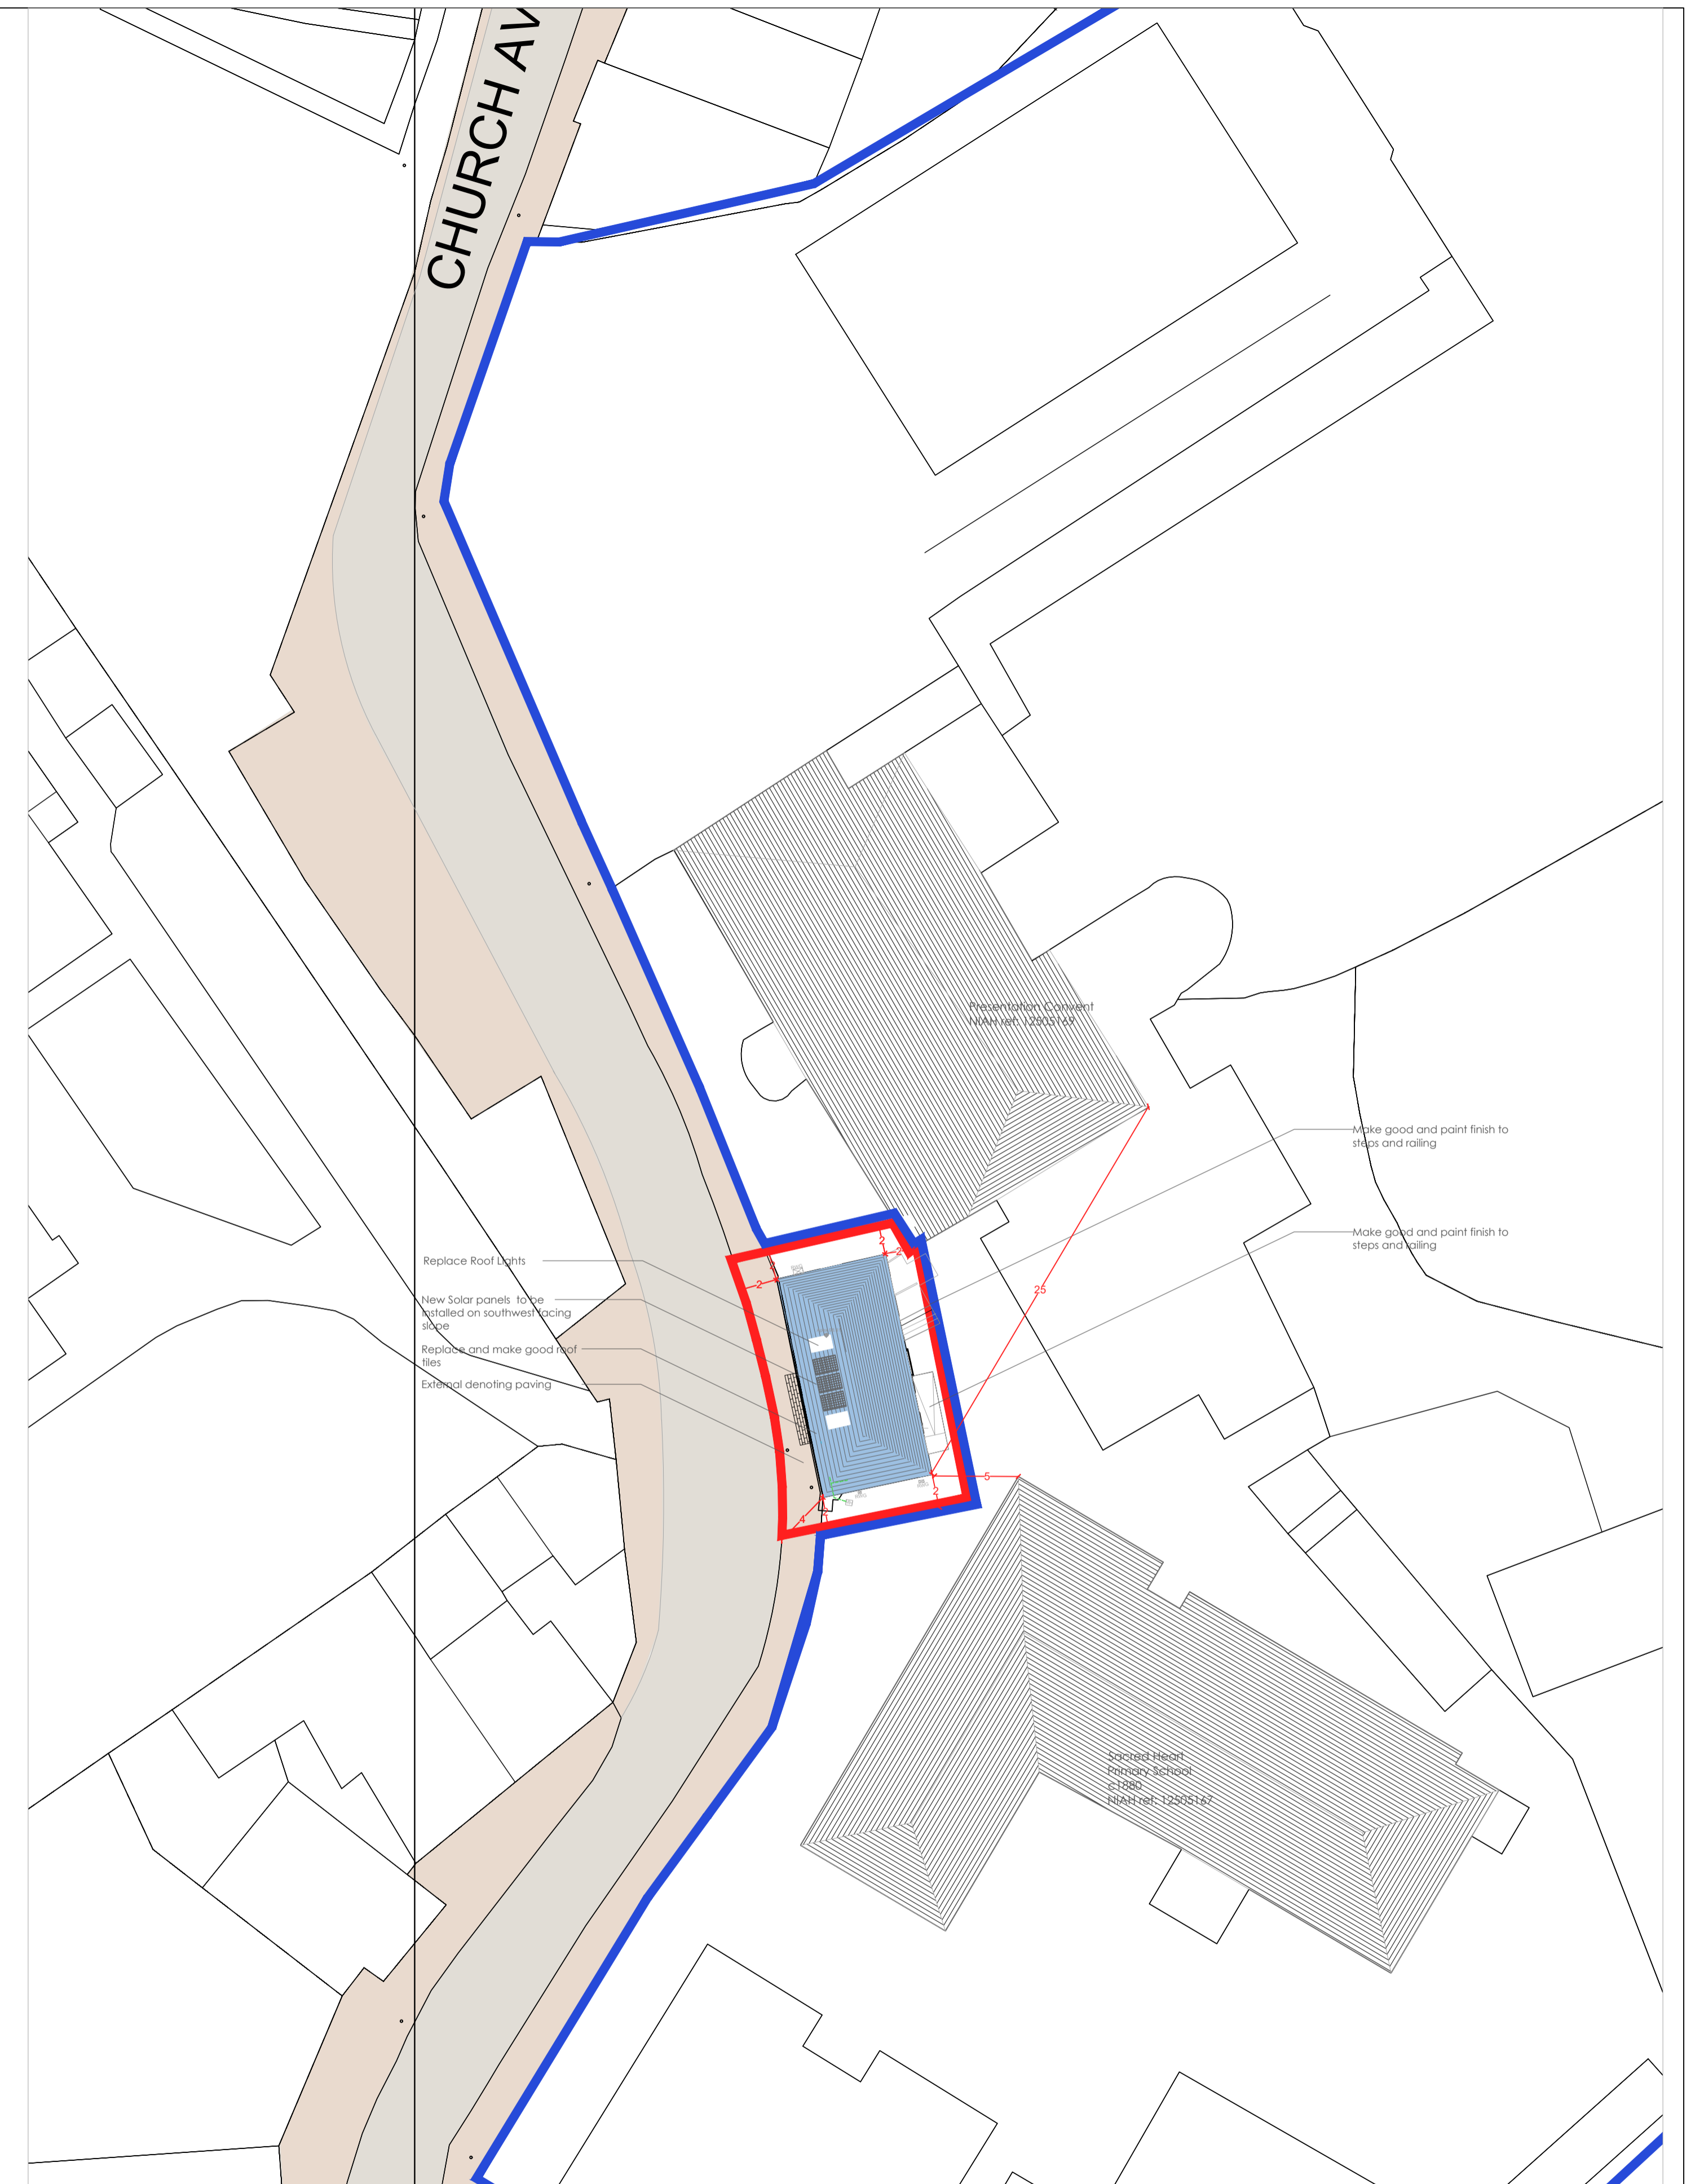 CHURCH AV
Presentation Convent
NIAH ref: 12505169
Make good and paint finish to
steps and railing
Make good and paint finish to
steps and railing
Replace Roof Lights
New Solar panels to be
installed on southwest facing
slope
Replace and make good roof
tiles
External denoting paving
2
2
2
2
25
5
2
4
2
Sacred Heart
Primary School
c1880
NIAH ref: 12505167